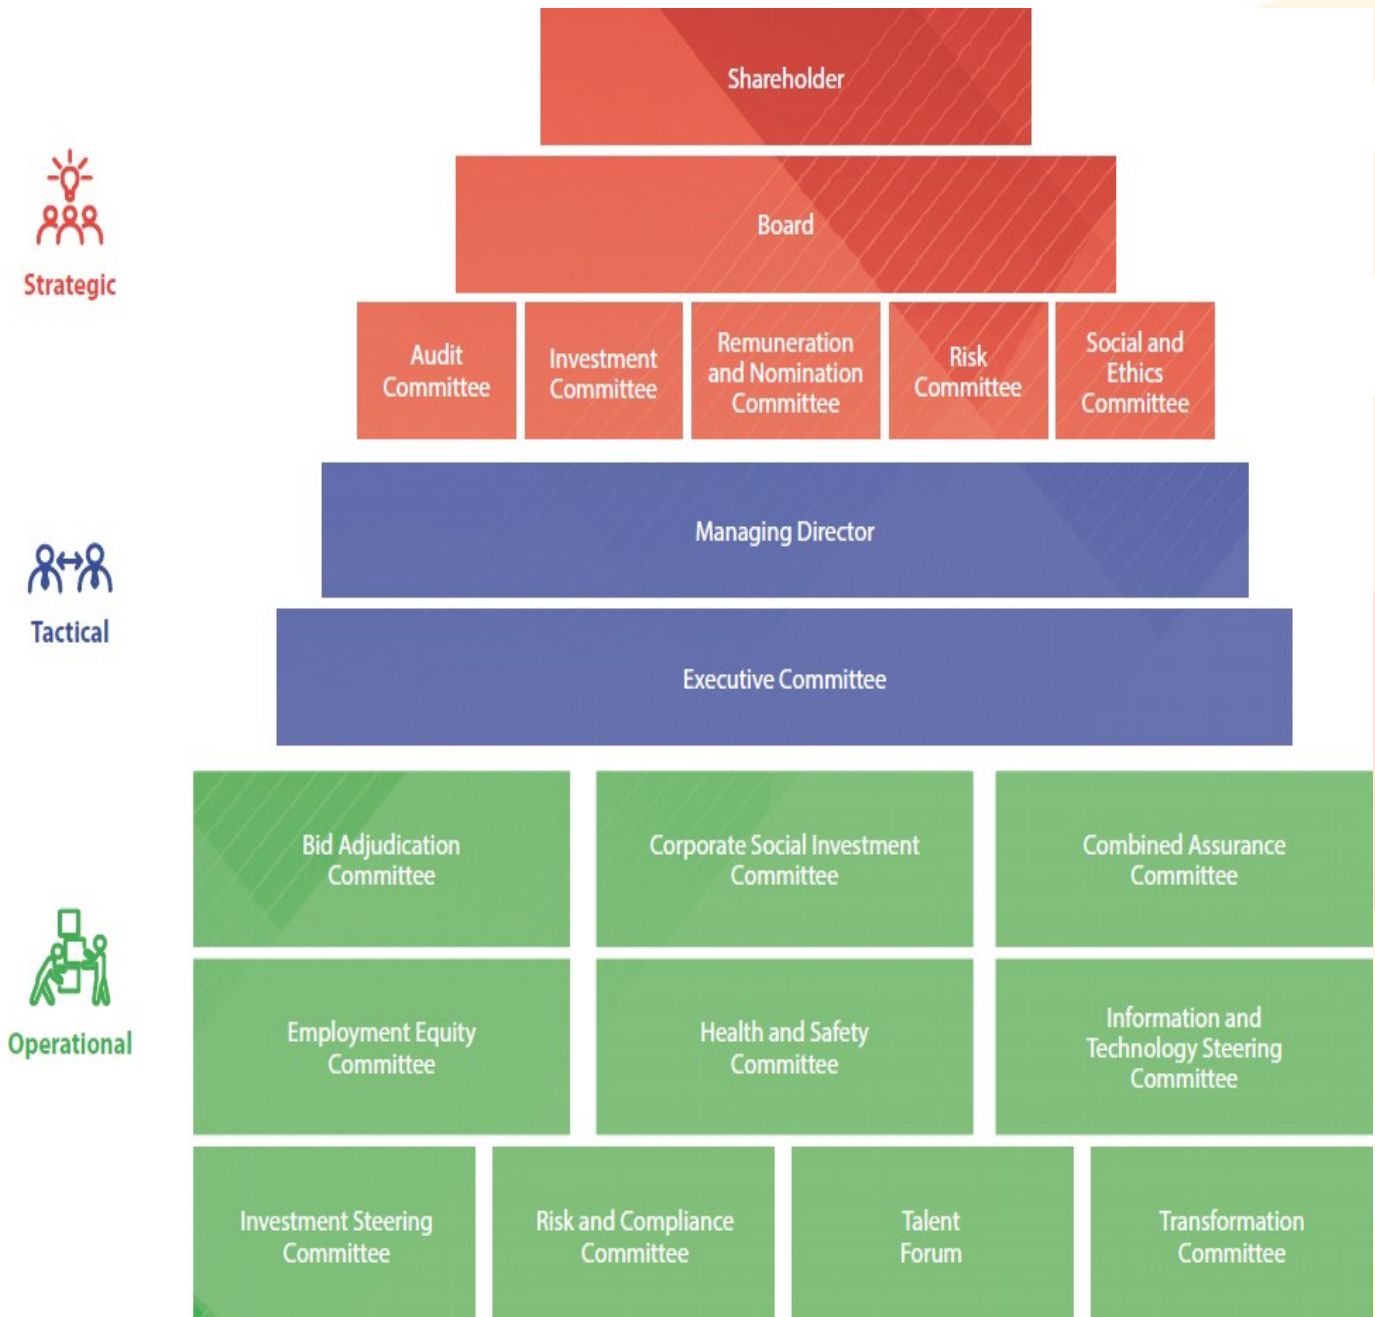 Shareholder
Strategic
Board
Audit
Committee
Investment
Committee
Remuneration
and Nomination
Committee
Risk
Committee
Social and
Ethics
Committee
Tactical
Managing Director
Executive Committee
Operational
Bid Adjudication
Committee
Corporate Social Investment
Committee
Combined Assurance
Committee
Employment Equity
Committee
Health and Safety
Committee
Information and
Technology Steering
Committee
Investment Steering
Committee
Risk and Compliance
Committee
Talent
Forum
Transformation
Committee